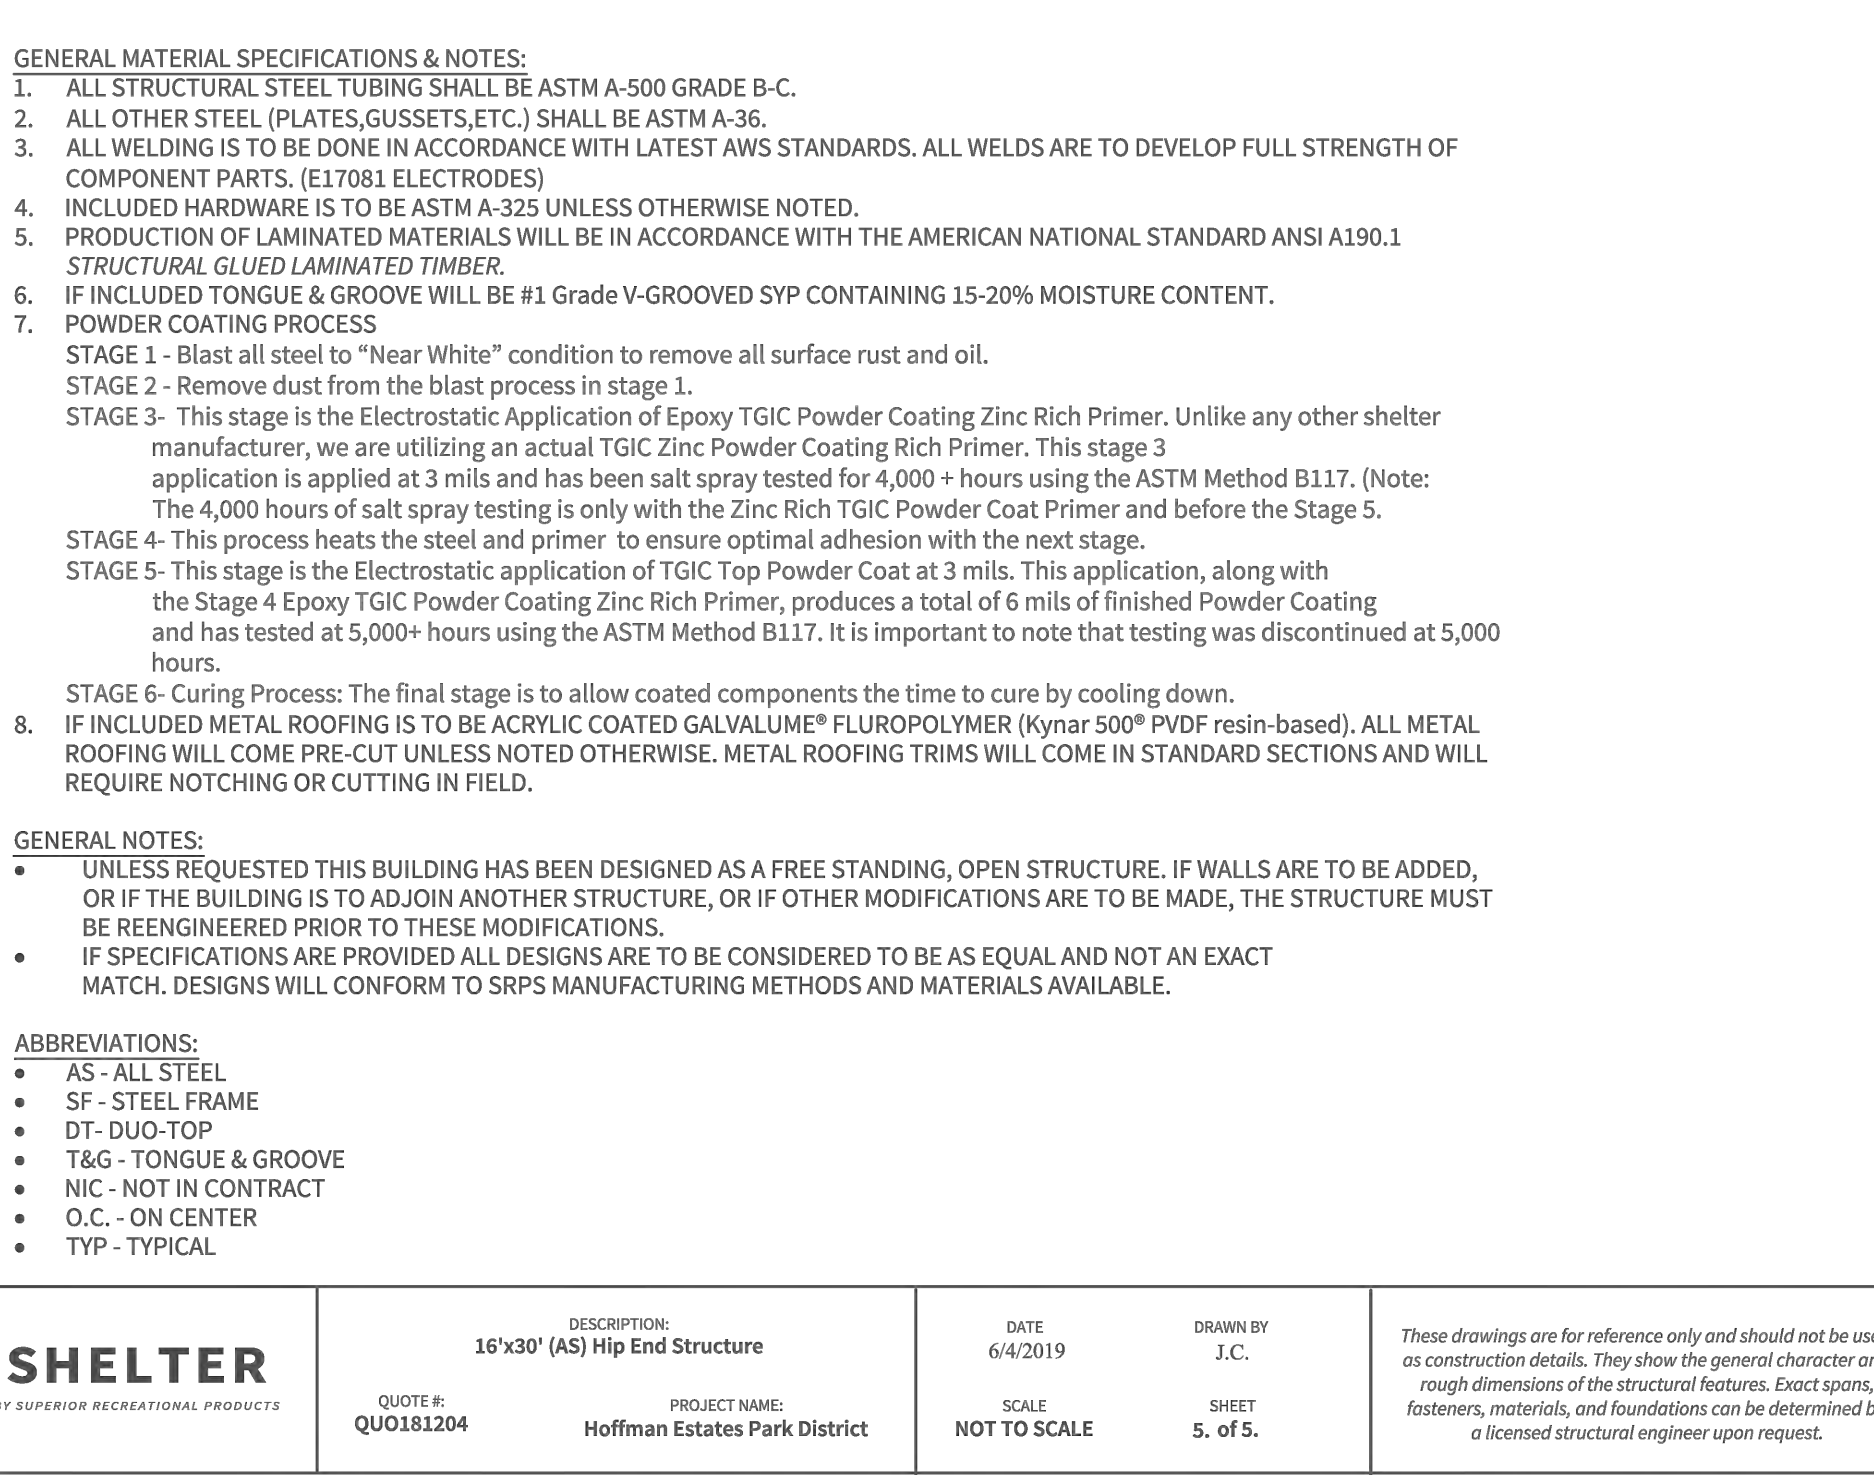 GENERAL MATERIAL SPECIFICATIONS & NOTES:
1. ALL STRUCTURAL STEEL TUBING SHALL BE ASTM A-500 GRADE B-C.
2. ALL OTHER STEEL (PLATES,GUSSETS,ETC.) SHALL BE ASTM A-36.
3. ALL WELDING IS TO BE DONE IN ACCORDANCE WITH LATEST AWS STANDARDS. ALL WELDS ARE TO DEVELOP FULL STRENGTH OF
COMPONENT PARTS. (E17081 ELECTRODES)
4. INCLUDED HARDWARE IS TO BE ASTM A-325 UNLESS OTHERWISE NOTED.
5. PRODUCTION OF LAMINATED MATERIALS WILL BE IN ACCORDANCE WITH THE AMERICAN NATIONAL STANDARD ANSI A190.1
STRUCTURAL GLUED LAMINATED TIMBER.
6. IF INCLUDED TONGUE & GROOVE WILL BE #1 Grade V-GROOVED SYP CONTAINING 15-20% MOISTURE CONTENT.
7. POWDER COATING PROCESS
STAGE 1 - Blast all steel to “Near White” condition to remove all surface rust and oil.
STAGE 2 - Remove dust from the blast process in stage 1.
STAGE 3- This stage is the Electrostatic Application of Epoxy TGIC Powder Coating Zinc Rich Primer. Unlike any other shelter
manufacturer, we are utilizing an actual TGIC Zinc Powder Coating Rich Primer. This stage 3
application is applied at 3 mils and has been salt spray tested for 4,000 + hours using the ASTM Method B117. (Note:
The 4,000 hours of salt spray testing is only with the Zinc Rich TGIC Powder Coat Primer and before the Stage 5.
STAGE 4- This process heats the steel and primer to ensure optimal adhesion with the next stage.
STAGE 5- This stage is the Electrostatic application of TGIC Top Powder Coat at 3 mils. This application, along with
the Stage 4 Epoxy TGIC Powder Coating Zinc Rich Primer, produces a total of 6 mils of finished Powder Coating
and has tested at 5,000+ hours using the ASTM Method B117. It is important to note that testing was discontinued at 5,000
hours.
STAGE 6- Curing Process: The final stage is to allow coated components the time to cure by cooling down.
8. IF INCLUDED METAL ROOFING IS TO BE ACRYLIC COATED GALVALUME® FLUROPOLYMER (Kynar 500® PVDF resin-based). ALL METAL
ROOFING WILL COME PRE-CUT UNLESS NOTED OTHERWISE. METAL ROOFING TRIMS WILL COME IN STANDARD SECTIONS AND WILL
REQUIRE NOTCHING OR CUTTING IN FIELD.
GENERAL NOTES:
• UNLESS REQUESTED THIS BUILDING HAS BEEN DESIGNED AS A FREE STANDING, OPEN STRUCTURE. IF WALLS ARE TO BE ADDED,
OR IF THE BUILDING IS TO ADJOIN ANOTHER STRUCTURE, OR IF OTHER MODIFICATIONS ARE TO BE MADE, THE STRUCTURE MUST
BE REENGINEERED PRIOR TO THESE MODIFICATIONS.
• IF SPECIFICATIONS ARE PROVIDED ALL DESIGNS ARE TO BE CONSIDERED TO BE AS EQUAL AND NOT AN EXACT
MATCH. DESIGNS WILL CONFORM TO SRPS MANUFACTURING METHODS AND MATERIALS AVAILABLE.
ABBREVIATIONS:
• AS - ALL STEEL
• SF - STEEL FRAME
• DT- DUO-TOP
• T&G - TONGUE & GROOVE
• NIC - NOT IN CONTRACT
• O.C. - ON CENTER
• TYP - TYPICAL
SHELTER
BY SUPERIOR RECREATIONAL PRODUCTS
DESCRIPTION:
16'x30' (AS) Hip End Structure
QUOTE #:
QUO181204
PROJECT NAME:
Hoffman Estates Park District
DATE
6/4/2019
DRAWN BY
J.C.
SCALE
NOT TO SCALE
SHEET
5. of 5.
These drawings are for reference only and should not be
as construction details. They show the general character
rough dimensions of the structural features. Exact spans,
fasteners, materials, and foundations can be determined
a licensed structural engineer upon request.